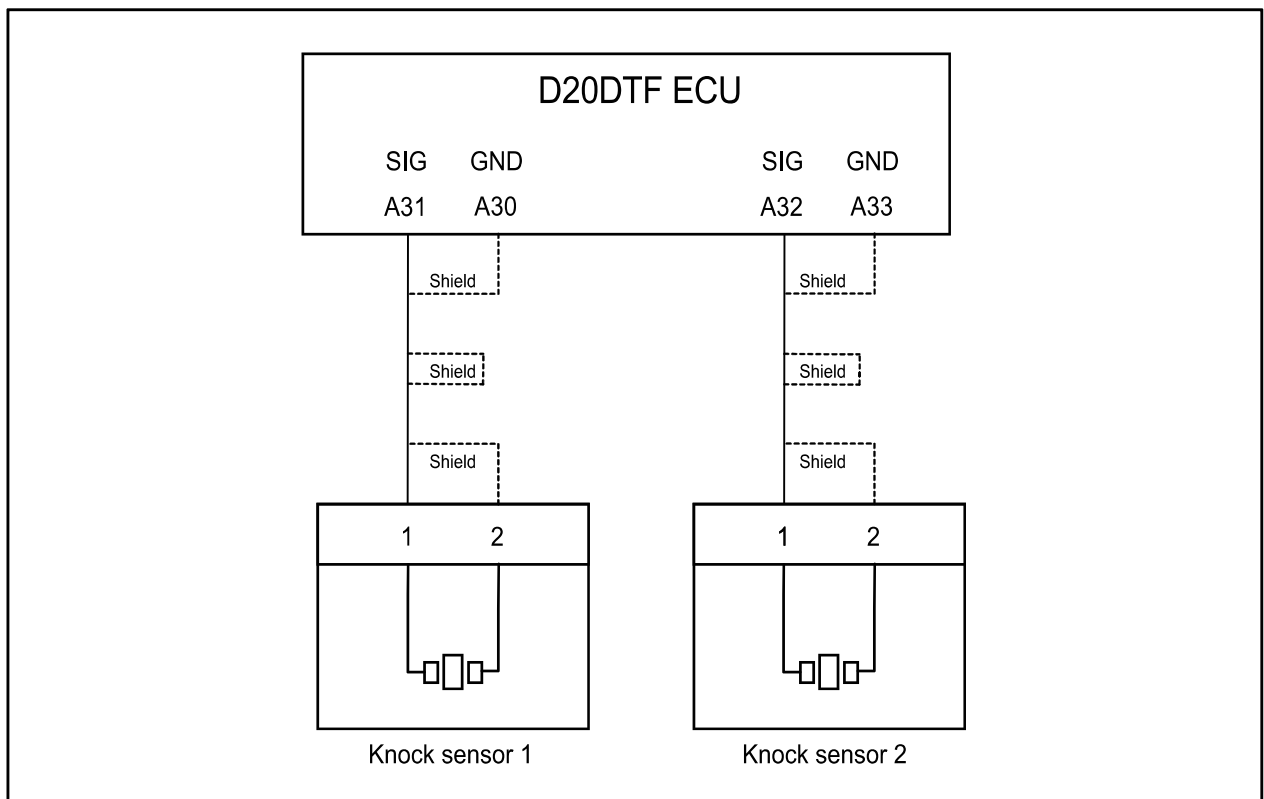 D20DTF ECU
SIG GND SIG GND
A31 A30 A32 A33
Shield Shield
Shield Shield
Shield Shield
1 2 1 2
Knock sensor 1 Knock sensor 2